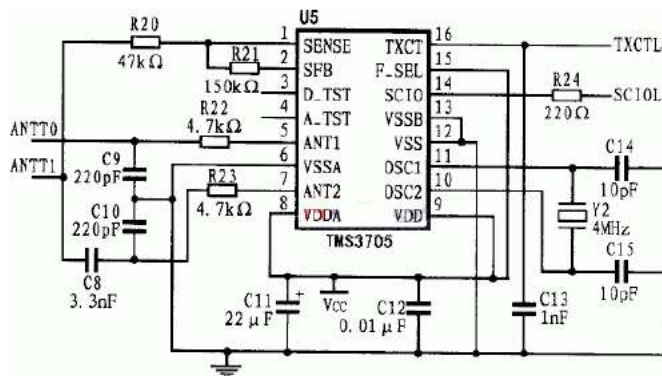 U5
R20
47kΩ
R21
150kΩ
R22
4.7kΩ
R23
4.7kΩ
ANTT0
ANTT1
C9
220pF
C10
220pF
C8
3.3nF
1 SENSE TXCT 16
2 SFB F_SEL 15
3 D_TST SCIO 14
4 A_TST VSSB 13
5 ANT1 VSS 12
6 VSSA OSC1 11
7 ANT2 OSC2 10
8 VDDA VDD 9
TMS3705
TXCTL
R24
220Ω
SCIOL
C14
10pF
Y2
4MHz
C15
10pF
C11
+
22μF
VCC
C12
0.01μF
C13
1nF